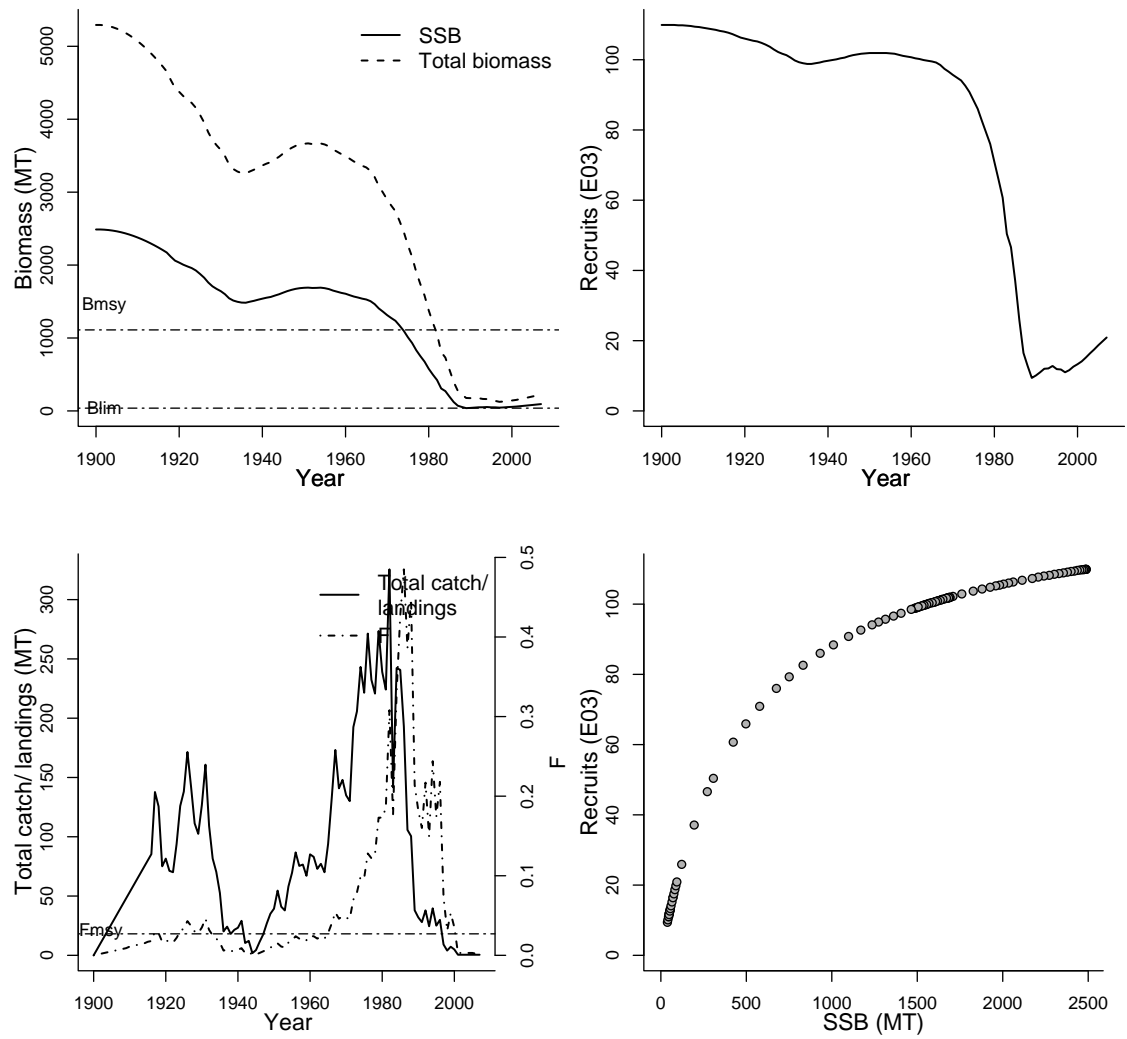 SSB
Total biomass
Biomass (MT)
5000
4000
3000
2000
1000
0
Bmsy
Blim
1900 1920 1940 1960 1980 2000
Year
Recruits (E03)
100
80
60
40
20
0
1900 1920 1940 1960 1980 2000
Year
Total catch/
landings
F
Total catch/ landings (MT)
300
250
200
150
100
50
0
Fmsy
0.5
0.4
0.3
0.2
0.1
0.0
F
1900 1920 1940 1960 1980 2000
Year
Recruits (E03)
100
80
60
40
20
0
0 500 1000 1500 2000 2500
SSB (MT)